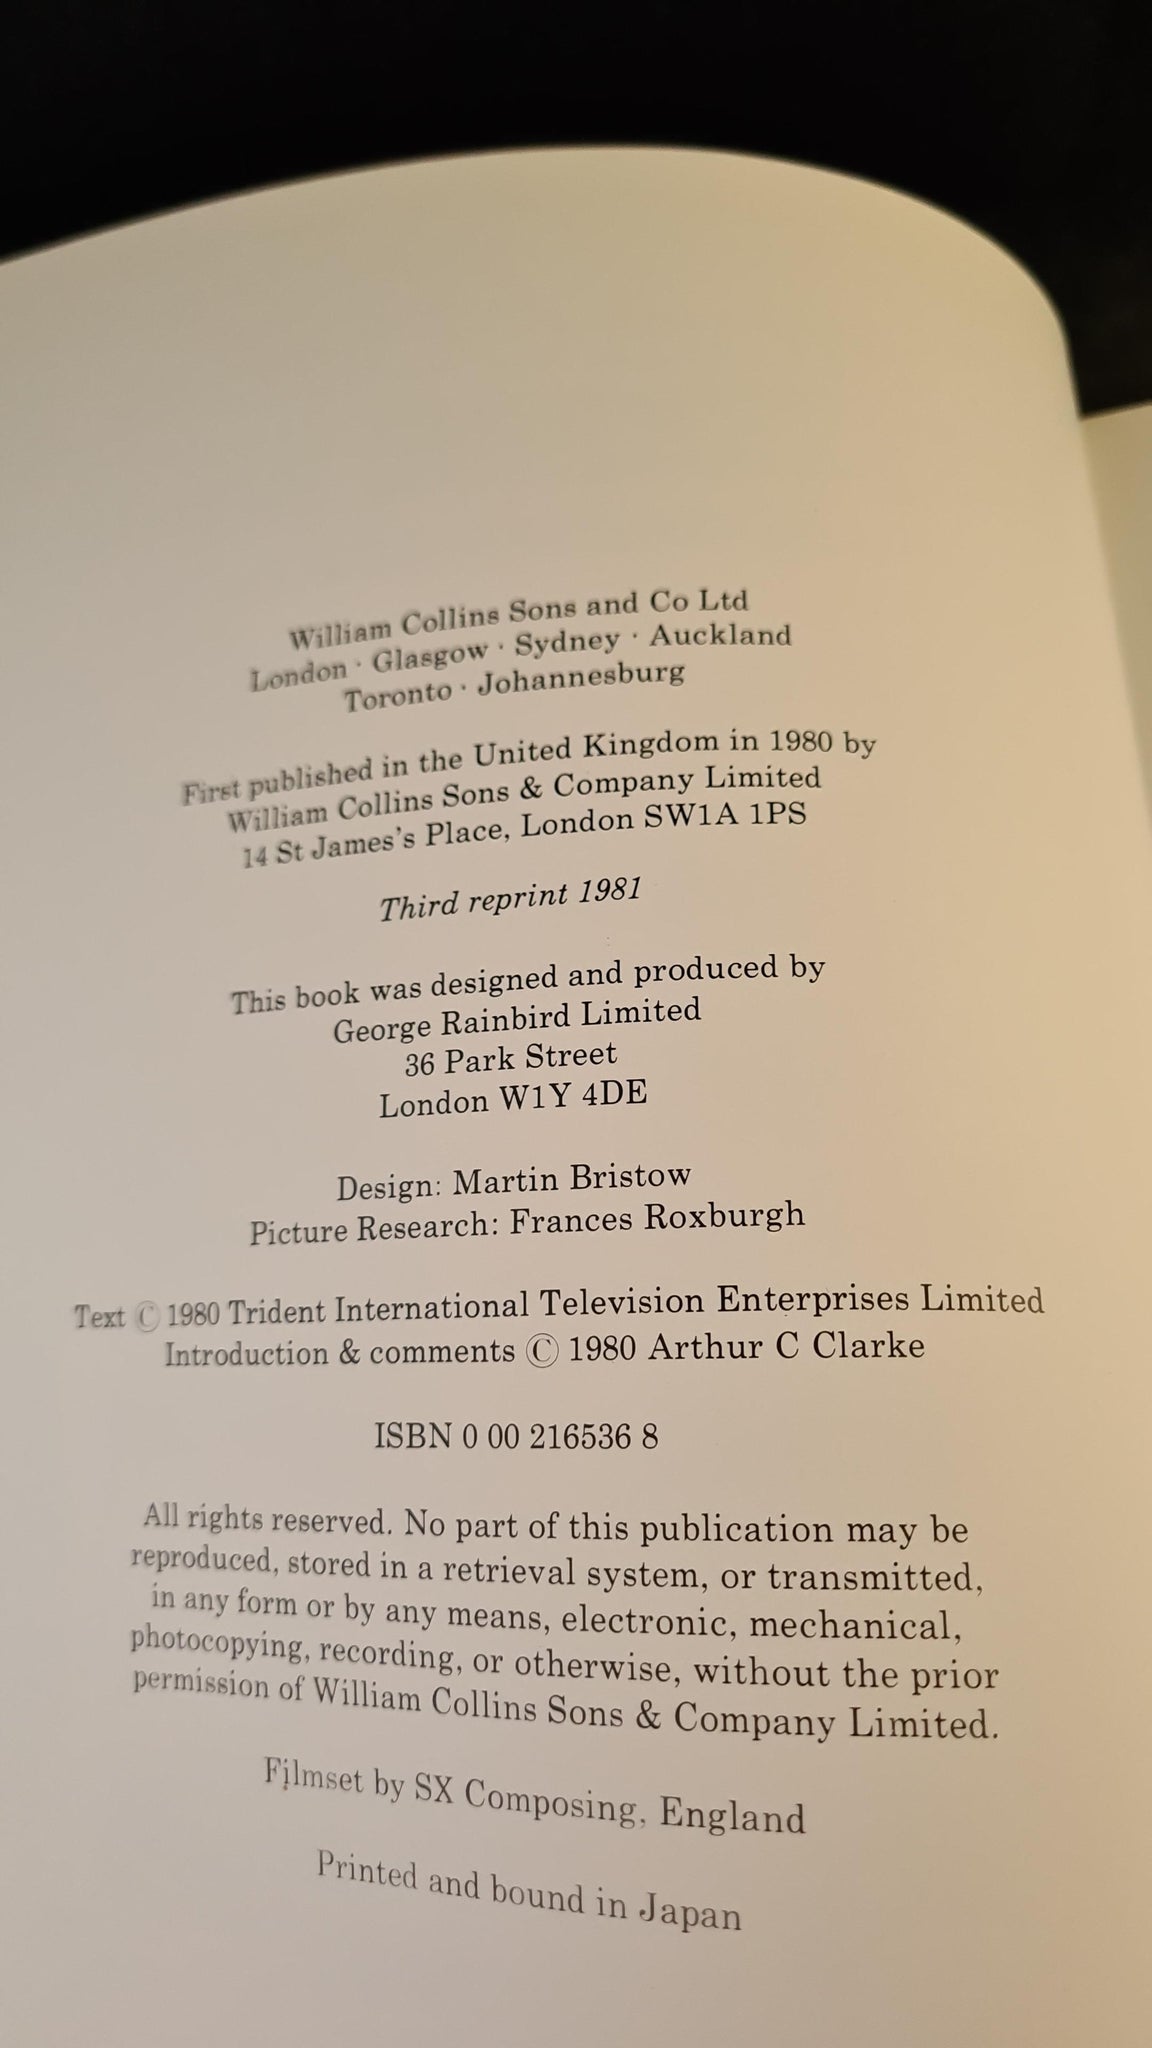 William Collins Sons and Co Ltd
London · Glasgow · Sydney · Auckland
Toronto · Johannesburg
First published in the United Kingdom in 1980 by
William Collins Sons & Company Limited
14 St James's Place, London SW1A 1PS
Third reprint 1981
This book was designed and produced by
George Rainbird Limited
36 Park Street
London W1Y 4DE
Design: Martin Bristow
Picture Research: Frances Roxburgh
Text © 1980 Trident International Television Enterprises Limited
Introduction & comments © 1980 Arthur C Clarke
ISBN 0 00 216536 8
All rights reserved. No part of this publication may be
reproduced, stored in a retrieval system, or transmitted,
in any form or by any means, electronic, mechanical,
photocopying, recording, or otherwise, without the prior
permission of William Collins Sons & Company Limited.
Filmset by SX Composing, England
Printed and bound in Japan